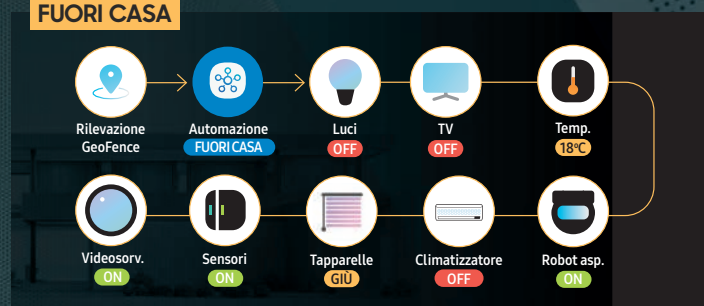 FUORI CASA
Rilevazione
GeoFence
Automazione
FUORI CASA
Luci
OFF
TV
OFF
Temp.
18°C
Videosorv.
ON
Sensori
ON
Tapparelle
GIÙ
Climatizzatore
OFF
Robot asp.
ON